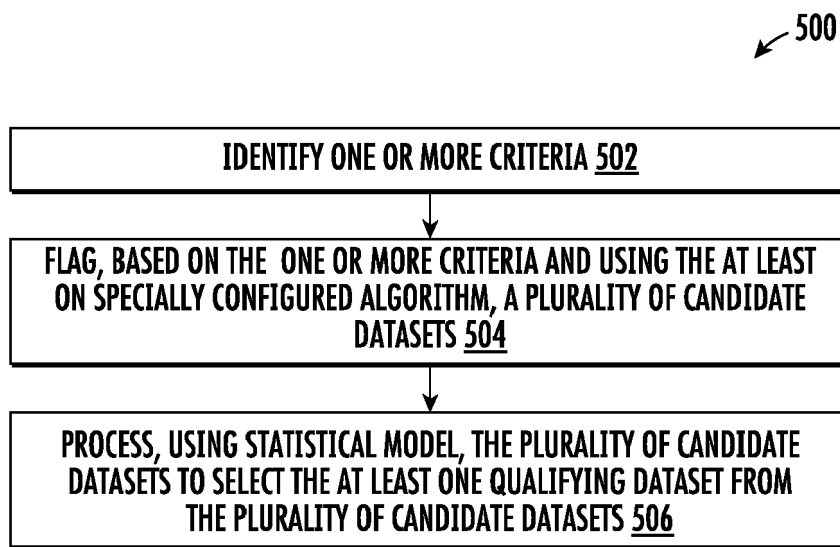 500
IDENTIFY ONE OR MORE CRITERIA 502
FLAG, BASED ON THE ONE OR MORE CRITERIA AND USING THE AT LEAST
ON SPECIALLY CONFIGURED ALGORITHM, A PLURALITY OF CANDIDATE
DATASETS 504
PROCESS, USING STATISTICAL MODEL, THE PLURALITY OF CANDIDATE
DATASETS TO SELECT THE AT LEAST ONE QUALIFYING DATASET FROM
THE PLURALITY OF CANDIDATE DATASETS 506